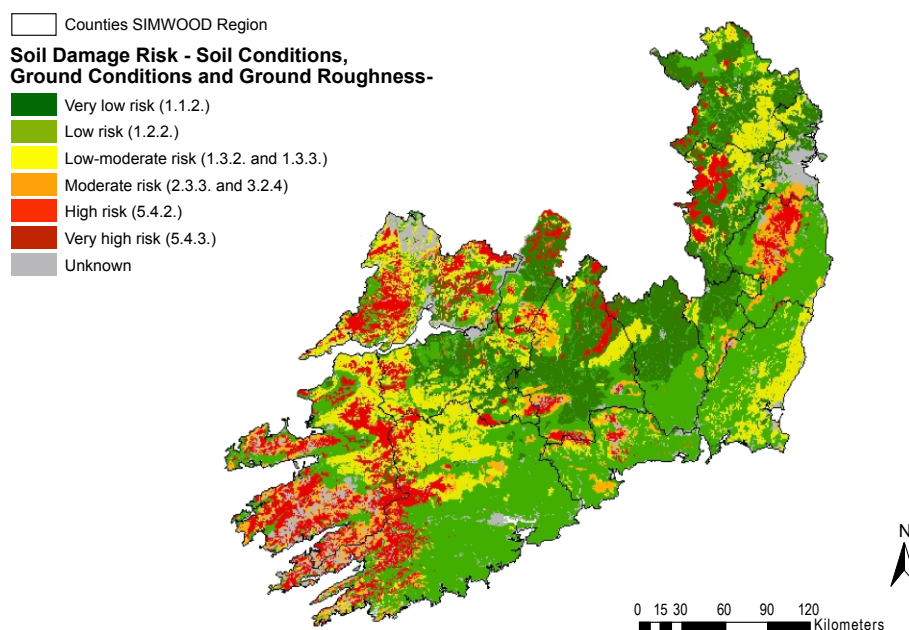 Counties SIMWOOD Region
Soil Damage Risk - Soil Conditions,
Ground Conditions and Ground Roughness-
Very low risk (1.1.2.)
Low risk (1.2.2.)
Low-moderate risk (1.3.2. and 1.3.3.)
Moderate risk (2.3.3. and 3.2.4)
High risk (5.4.2.)
Very high risk (5.4.3.)
Unknown
N
0 15 30 60 90 120
Kilometers